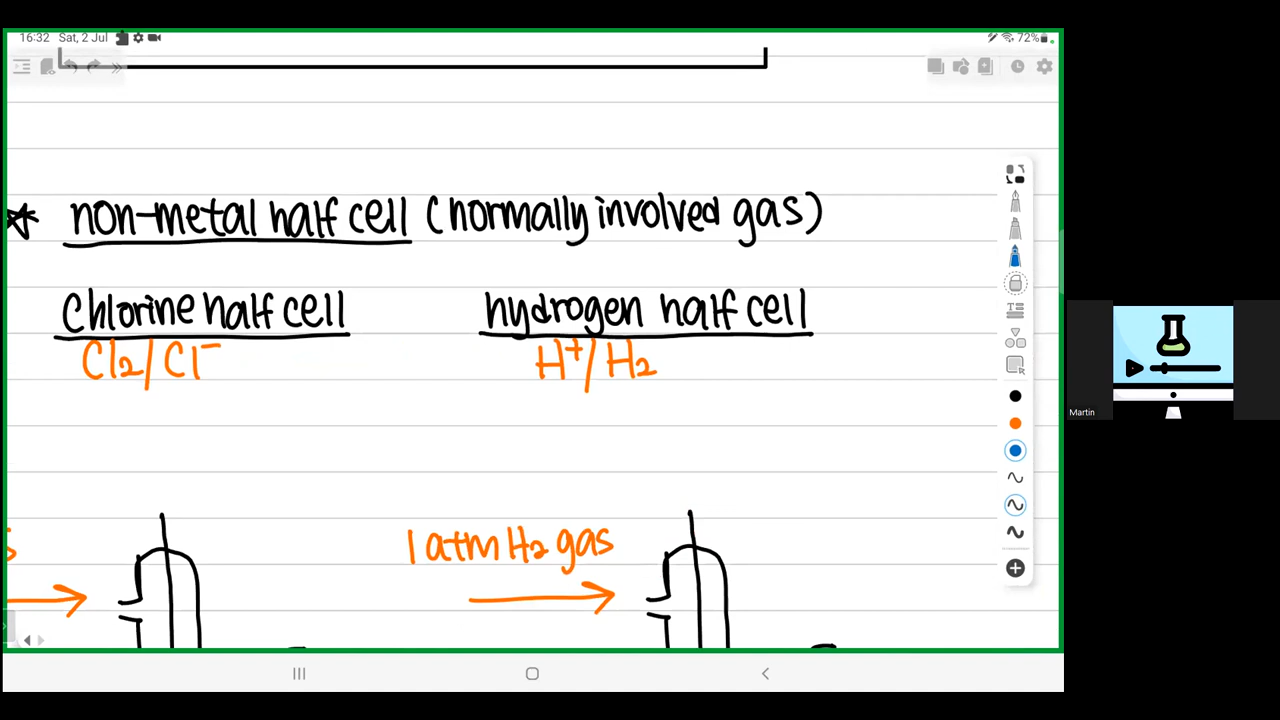 16:32 Sat, 2 Jul 72%
non-metal half cell (normally involved gas)
Chlorine half cell hydrogen half cell
Cl₂/Cl⁻ H⁺/H₂
1 atm H₂ gas
Martin